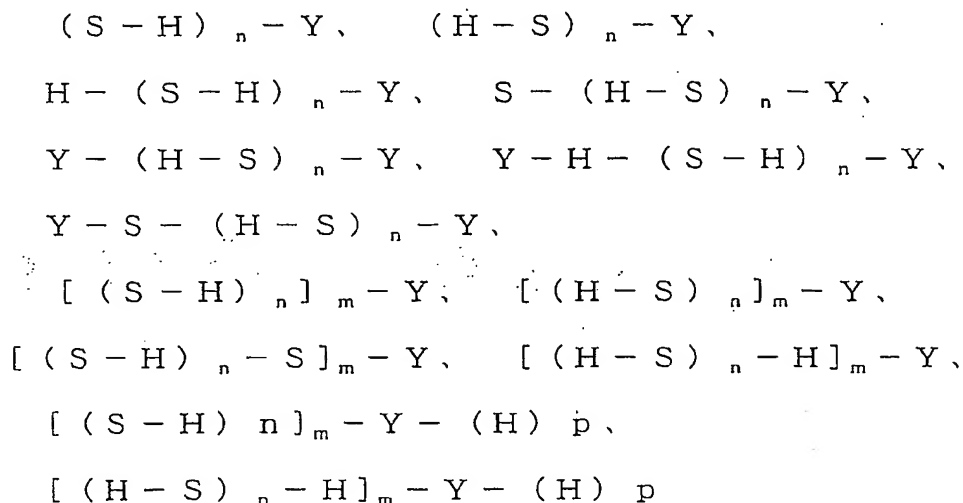 (S－H)n－Y、 (H－S)n－Y、
H－(S－H)n－Y、 S－(H－S)n－Y、
Y－(H－S)n－Y、 Y－H－(S－H)n－Y、
Y－S－(H－S)n－Y、
[(S－H)n]m－Y、 [(H－S)n]m－Y、
[(S－H)n－S]m－Y、 [(H－S)n－H]m－Y、
[(S－H)n]m－Y－(H)p、
[(H－S)n－H]m－Y－(H)p